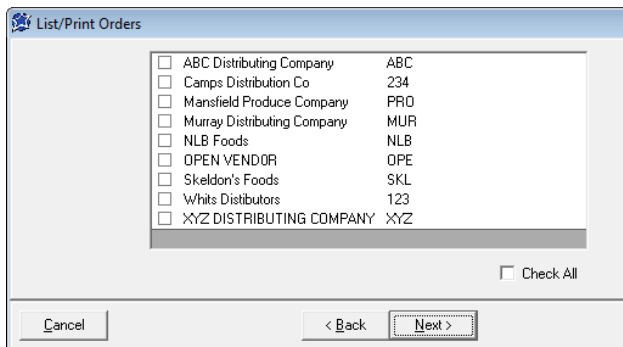 List/Print Orders
ABC Distributing Company ABC
Camps Distribution Co 234
Mansfield Produce Company PRO
Murray Distributing Company MUR
NLB Foods NLB
OPEN VENDOR OPE
Skeldon's Foods SKL
Whits Distibutors 123
XYZ DISTRIBUTING COMPANY XYZ
Check All
Cancel < Back Next >